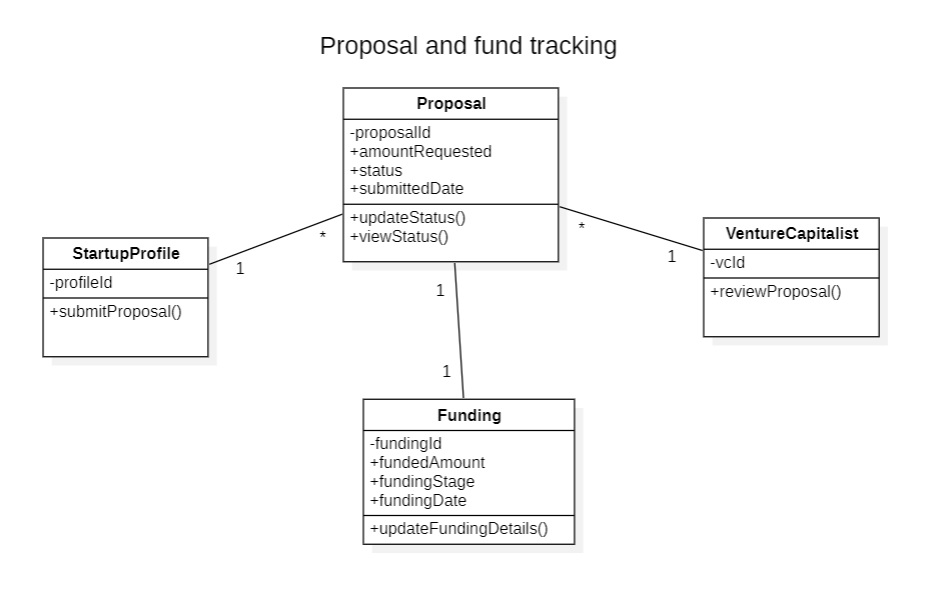 Proposal and fund tracking
Proposal
-proposalId
+amountRequested
+status
+submittedDate
+updateStatus()
+viewStatus()
*
1
*
1
StartupProfile
-profileId
+submitProposal()
VentureCapitalist
-vcId
+reviewProposal()
1
1
Funding
-fundingId
+fundedAmount
+fundingStage
+fundingDate
+updateFundingDetails()